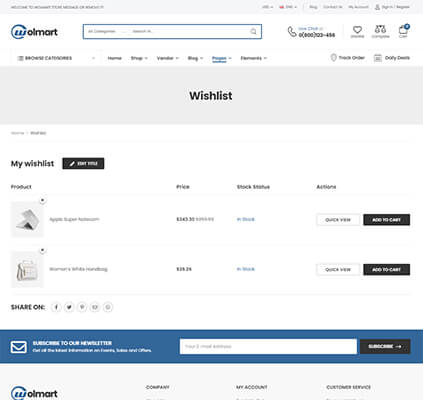 WELCOME TO WOLMART STORE MESSAGE OR REMOVE IT!
USD
ENG
Blog
Contact Us
My Account
Sign In / Register
Wolmart
All Categories
Search in...
Live Chat or :
0(800)123-456
Wishlist
Compare
Cart
BROWSE CATEGORIES
Home
Shop
Vendor
Blog
Pages
Elements
Track Order
Daily Deals
Wishlist
Home
Wishlist
My wishlist
EDIT TITLE
Product
Price
Stock Status
Actions
Apple Super Notecom
In Stock
QUICK VIEW
ADD TO CART
Women's White Handbag
$26.26
In Stock
QUICK VIEW
ADD TO CART
SHARE ON:
SUBSCRIBE TO OUR NEWSLETTER
Get all the latest information on Events, Sales and Offers.
Your E-mail Address
SUBSCRIBE
Wolmart
COMPANY
MY ACCOUNT
CUSTOMER SERVICE